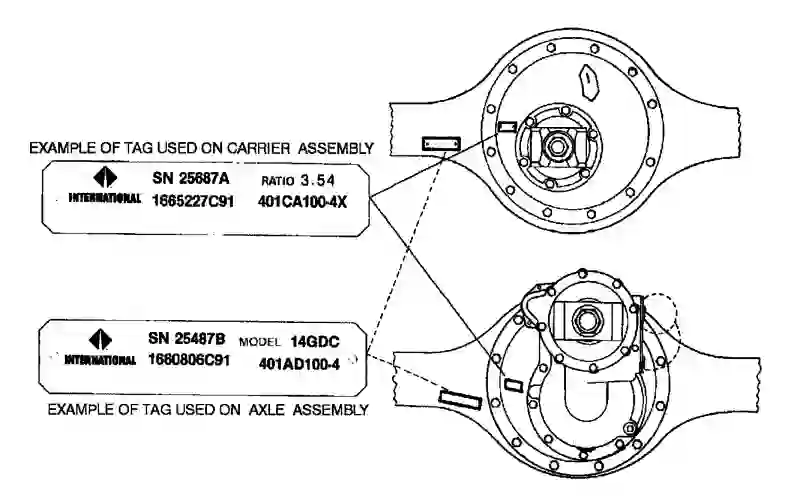 EXAMPLE OF TAG USED ON CARRIER ASSEMBLY
SN 25687A RATIO 3.54
INTERNATIONAL 1665227C91 401CA100-4X
SN 25487B MODEL 14GDC
INTERNATIONAL 1660806C91 401AD100-4
EXAMPLE OF TAG USED ON AXLE ASSEMBLY